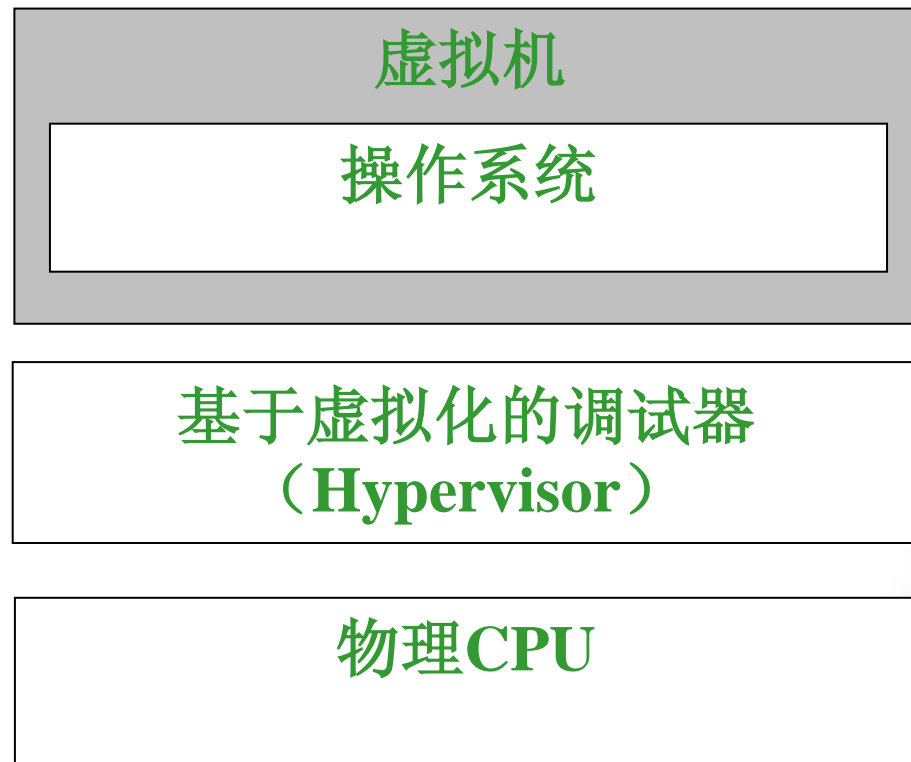 虚拟机
操作系统
基于虚拟化的调试器
（Hypervisor）
物理CPU